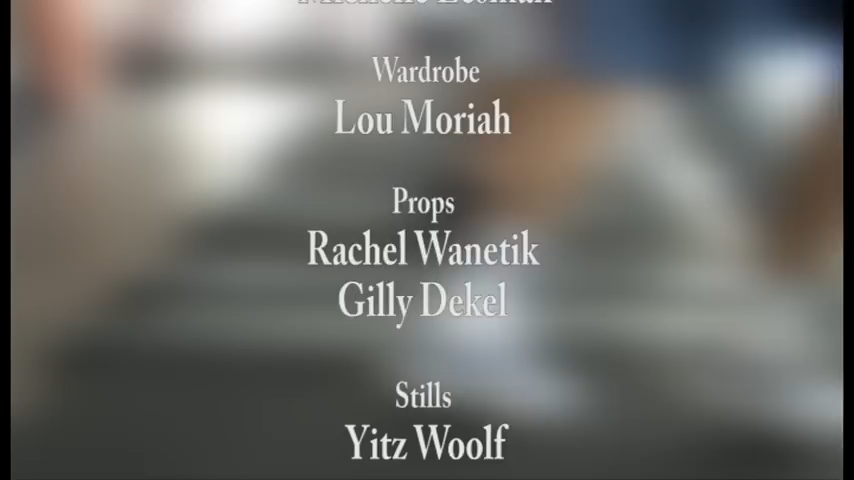 Wardrobe
Lou Moriah
Props
Rachel Wanetik
Gilly Dekel
Stills
Yitz Woolf